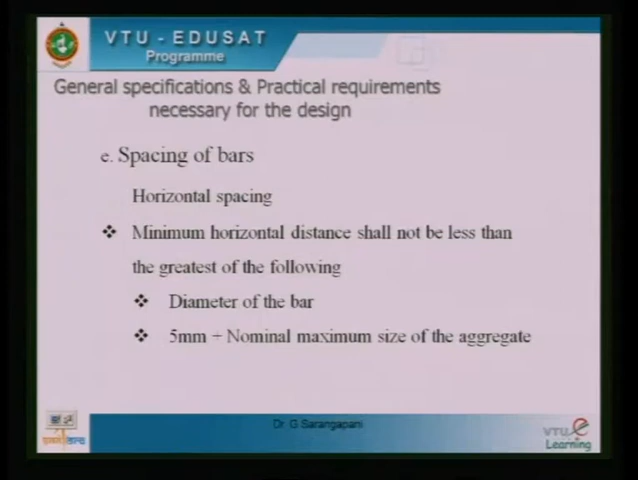 VTU - EDUSAT
Programme
General specifications & Practical requirements
necessary for the design
e. Spacing of bars
Horizontal spacing
❖ Minimum horizontal distance shall not be less than
the greatest of the following
❖ Diameter of the bar
❖ 5mm + Nominal maximum size of the aggregate
Dr G Sarangapani
VTU e
Learning